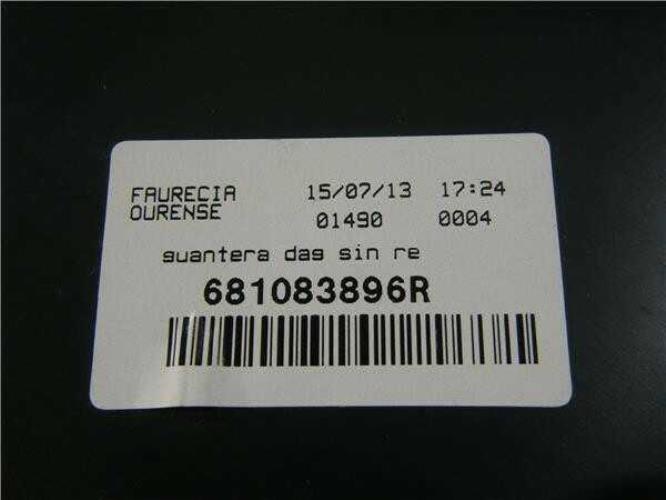 FAURECIA 15/07/13 17:24
OURENSE 01490 0004
guantera dag sin re
681083896R